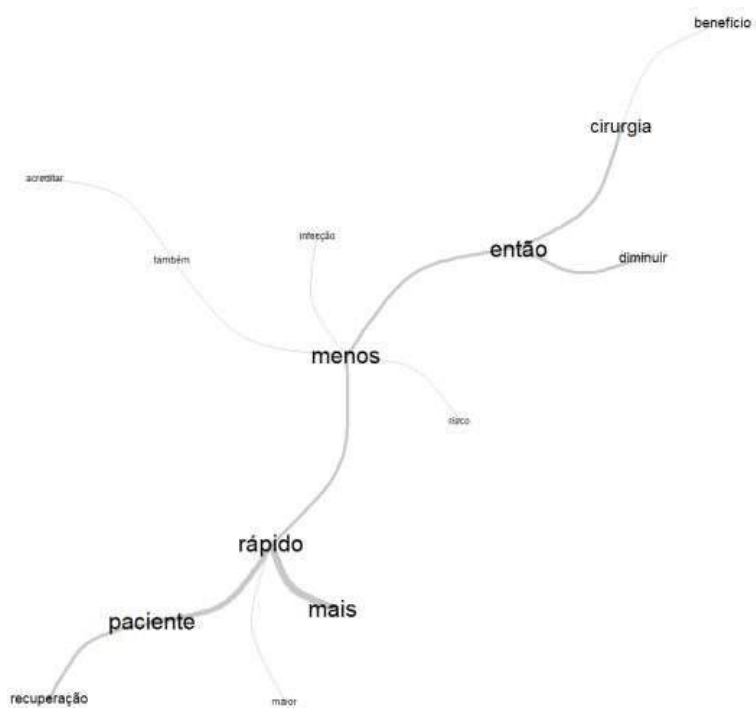 benefício
cirurgia
acreditar
infecção
então
também
diminuir
menos
risco
rápido
mais
paciente
recuperação
maior